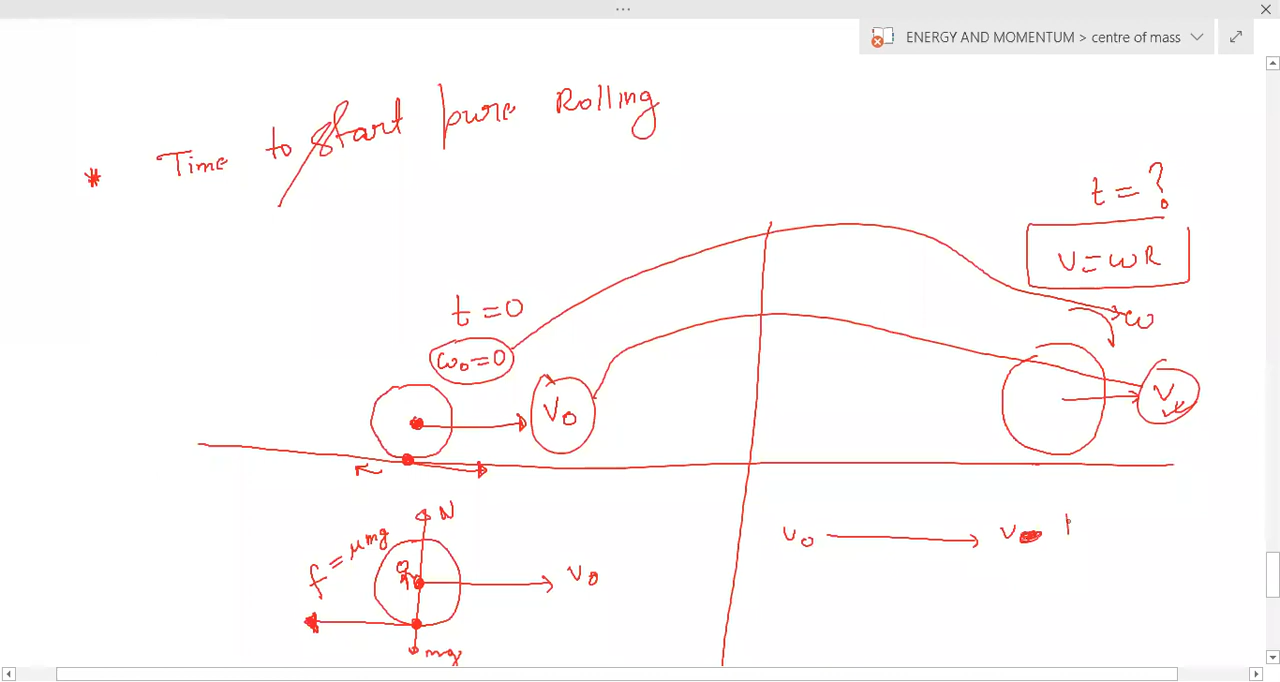 ENERGY AND MOMENTUM > centre of mass
* Time to start pure Rolling
t = ?
V = ωR
t = 0
ω₀ = 0
ω
V₀
V
N
f = μmg
V₀
mg
V₀ → V